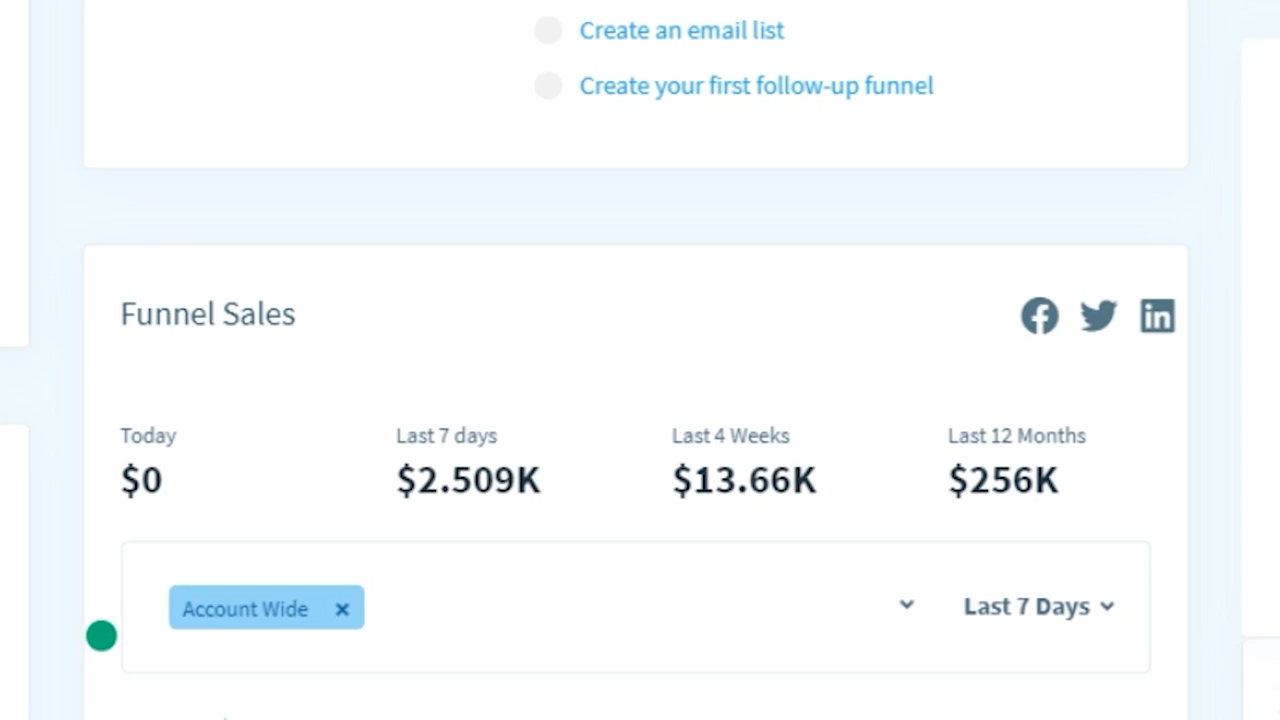 Create an email list
Create your first follow-up funnel
Funnel Sales
Today
Last 7 days
Last 4 Weeks
Last 12 Months
$0
$2.509K
$13.66K
$256K
Account Wide ×
Last 7 Days